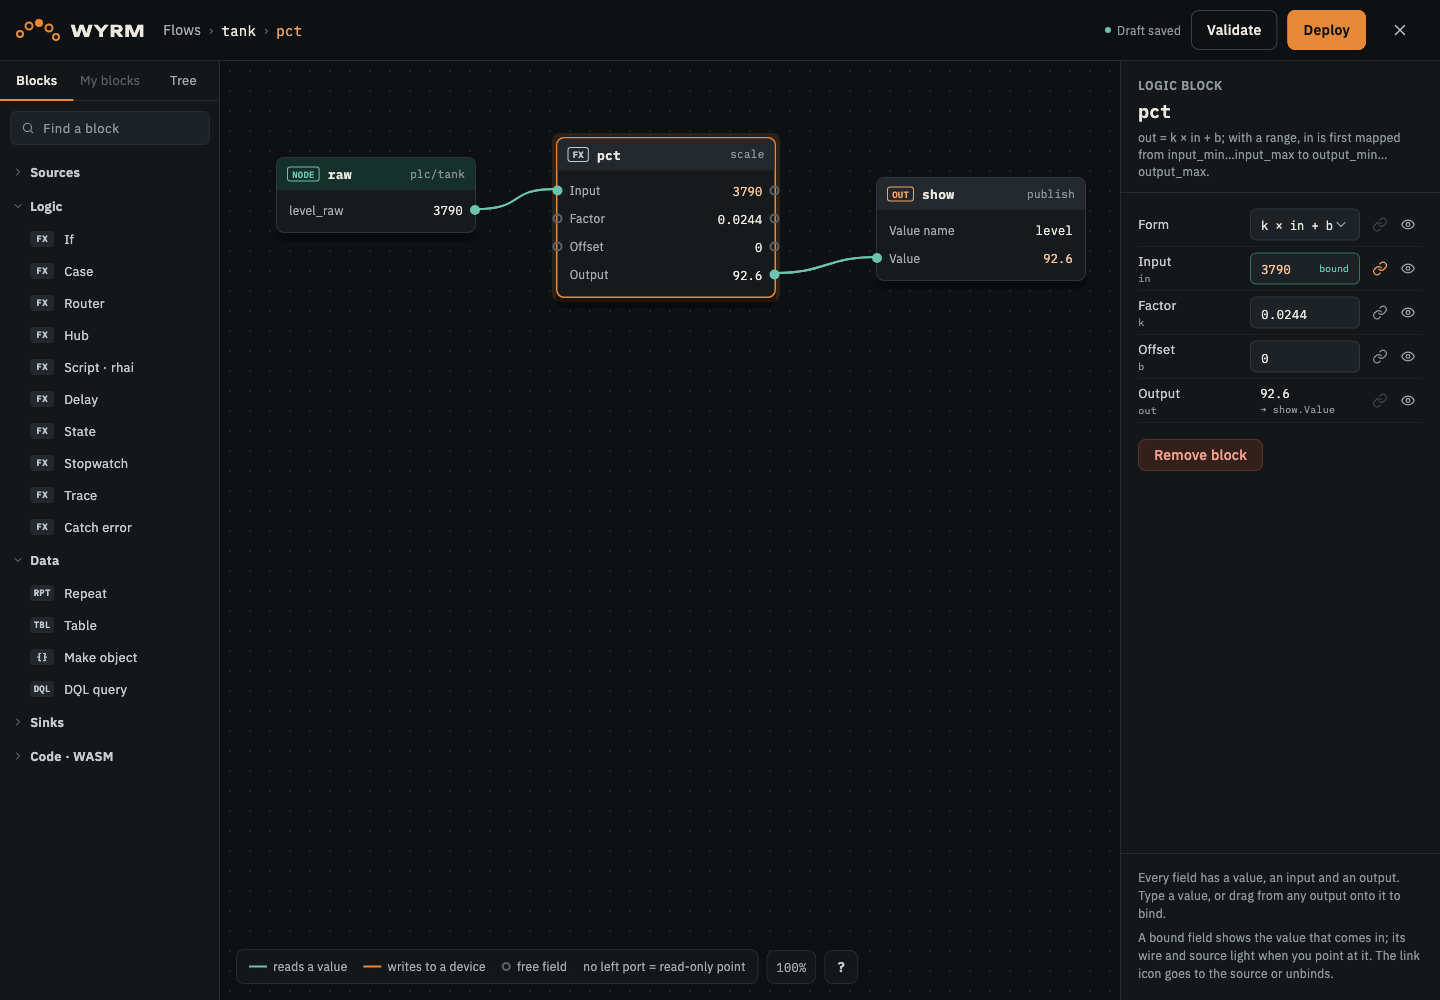 WYRM
Flows › tank › pct
Draft saved
Validate
Deploy
Blocks
My blocks
Tree
Find a block
Sources
Logic
FX If
FX Case
FX Router
FX Hub
FX Script · rhai
FX Delay
FX State
FX Stopwatch
FX Trace
FX Catch error
Data
RPT Repeat
TBL Table
{} Make object
DQL DQL query
Sinks
Code · WASM
NODE raw plc/tank
level_raw 3790
FX pct scale
Input 3790
Factor 0.0244
Offset 0
Output 92.6
OUT show publish
Value name level
Value 92.6
reads a value
writes to a device
free field
no left port = read-only point
100%
?
LOGIC BLOCK
pct
out = k × in + b; with a range, in is first mapped
from input_min…input_max to output_min…
output_max.
Form k × in + b
Input 3790 bound
in
Factor 0.0244
k
Offset 0
b
Output 92.6
out → show.Value
Remove block
Every field has a value, an input and an output.
Type a value, or drag from any output onto it to
bind.
A bound field shows the value that comes in; its
wire and source light when you point at it. The link
icon goes to the source or unbinds.